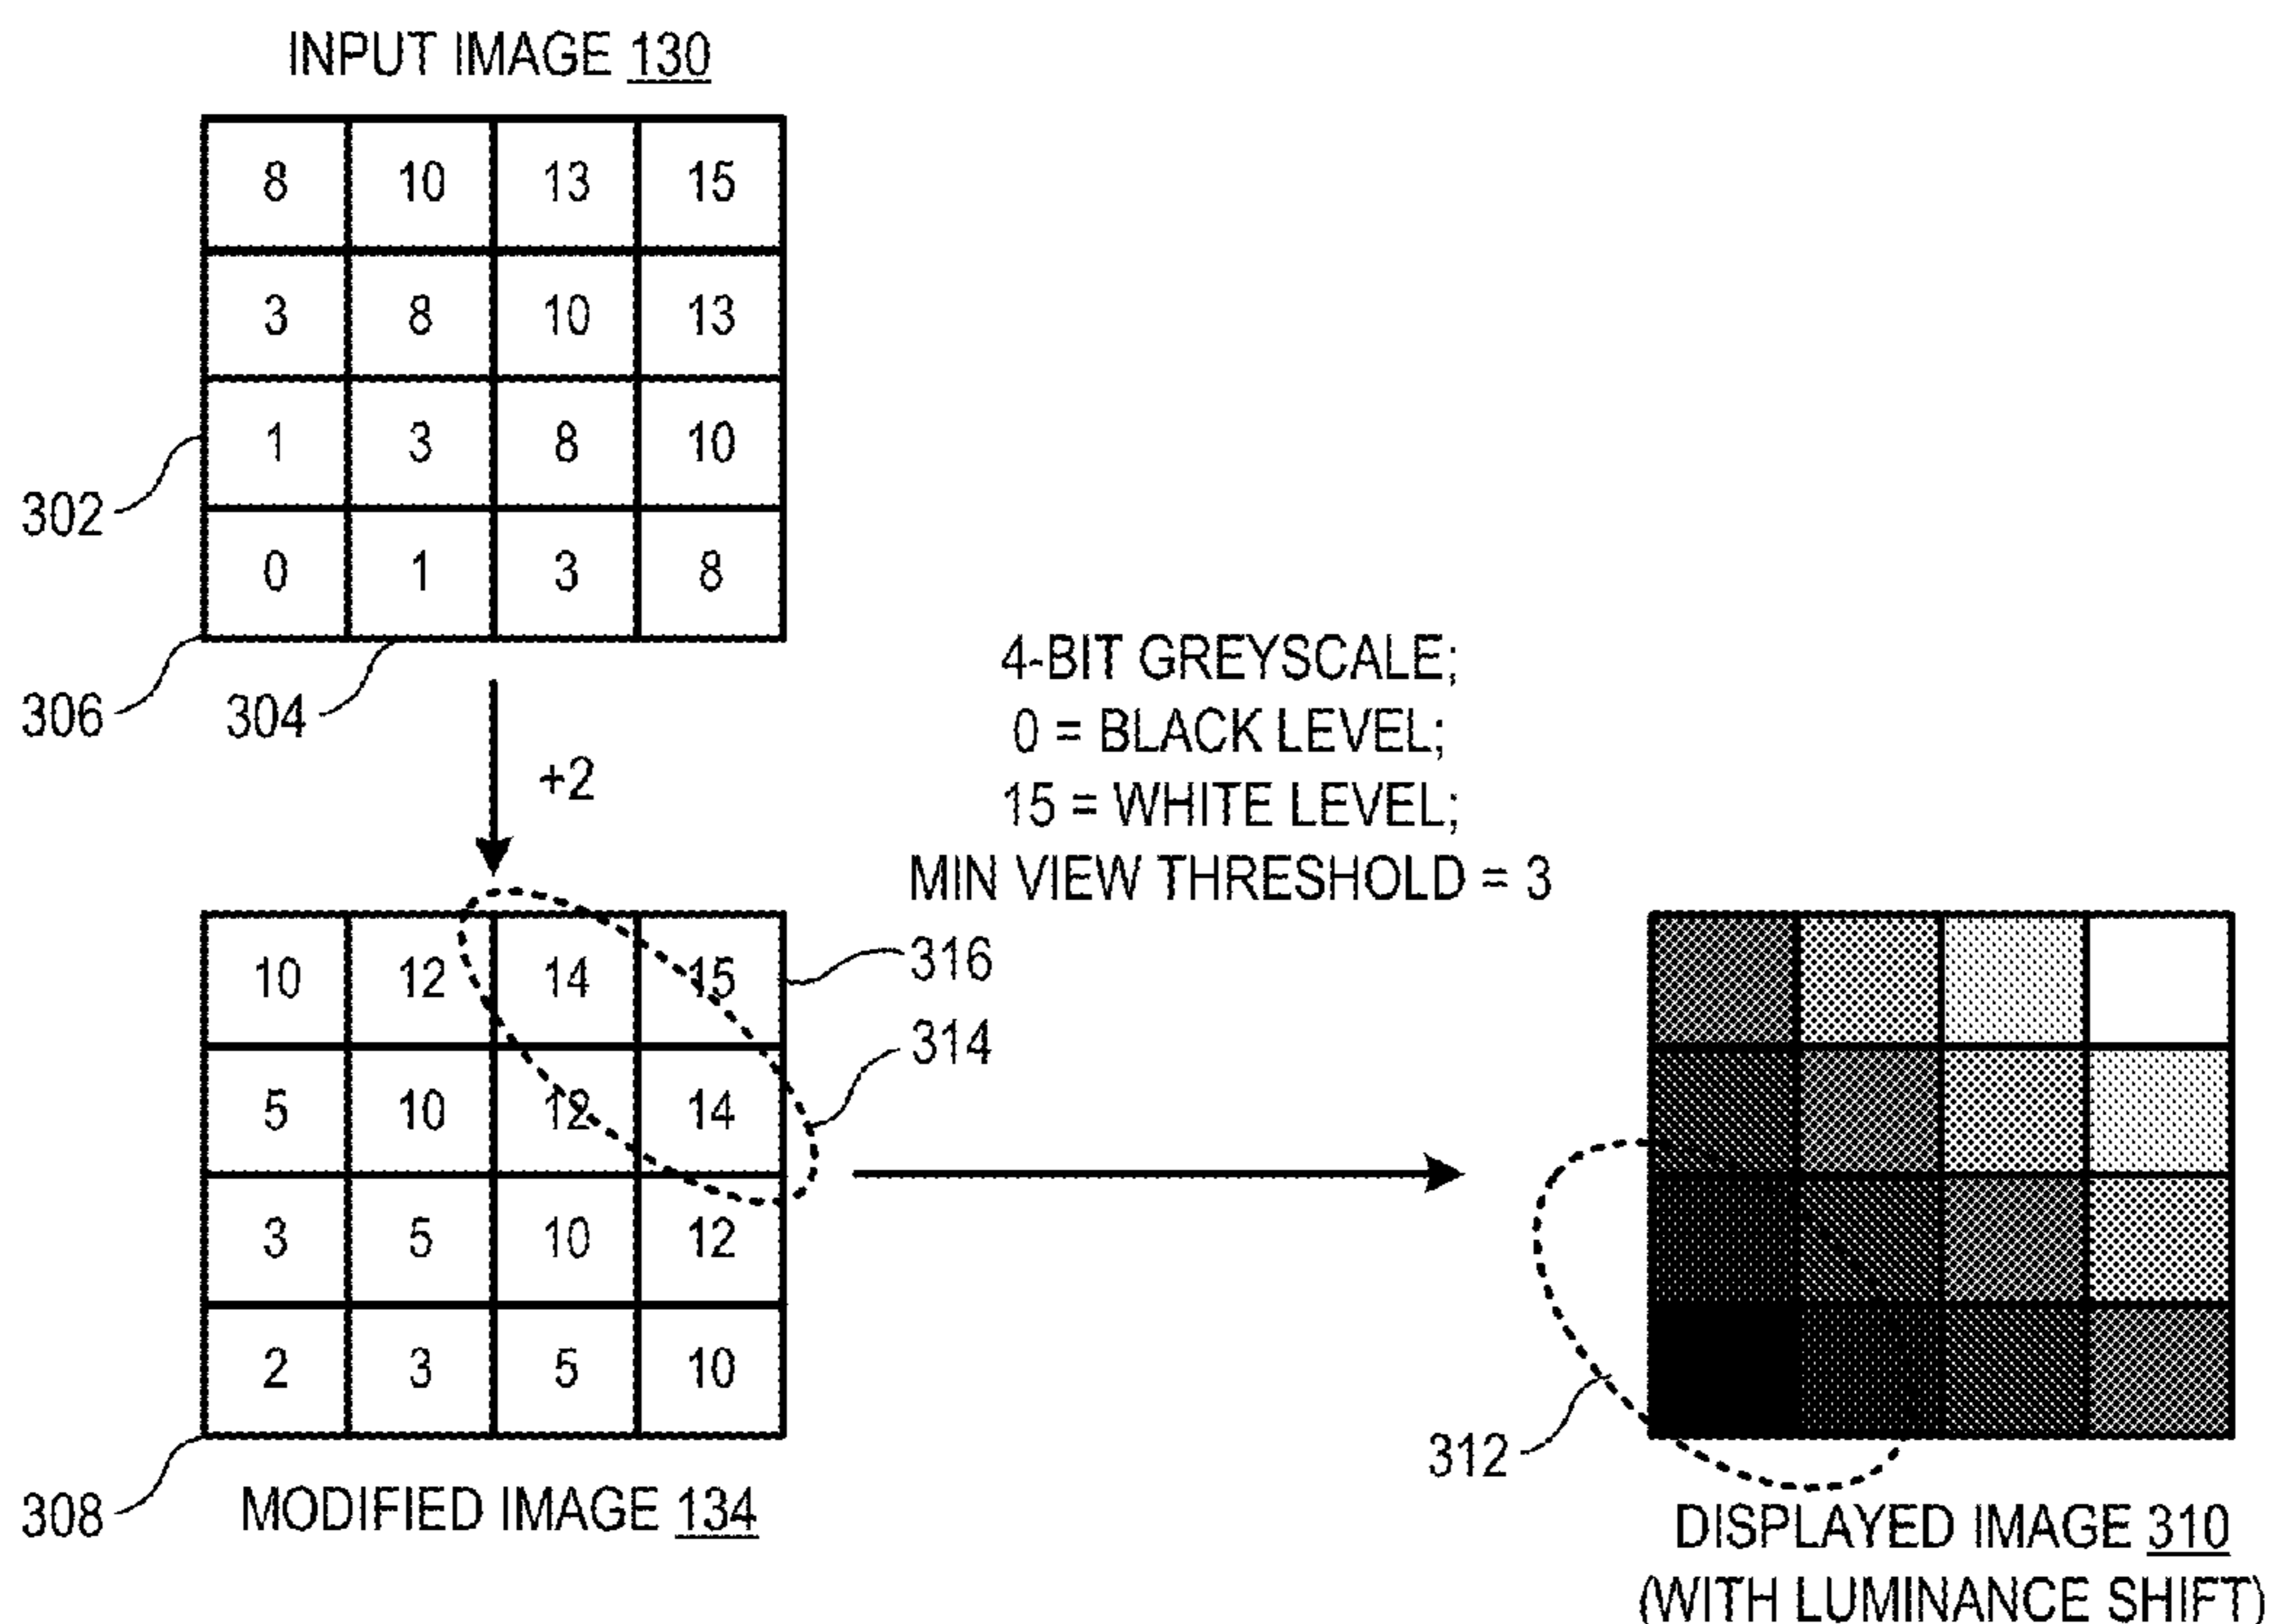 INPUT IMAGE 130
8 10 13 15
3 8 10 13
1 3 8 10
302
0 1 3 8
306 304
+2
4-BIT GREYSCALE;
0 = BLACK LEVEL;
15 = WHITE LEVEL;
MIN VIEW THRESHOLD = 3
10 12 14 15
316
314
5 10 12 14
3 5 10 12
2 3 5 10
308
MODIFIED IMAGE 134
312
DISPLAYED IMAGE 310
(WITH LUMINANCE SHIFT)